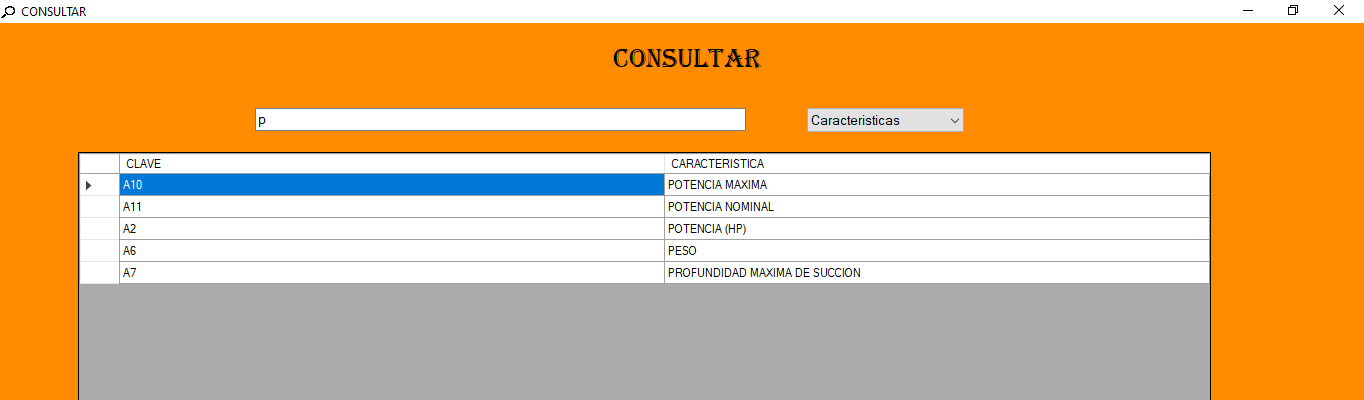 CONSULTAR
CONSULTAR
p Caracteristicas
CLAVE CARACTERISTICA
A10 POTENCIA MAXIMA
A11 POTENCIA NOMINAL
A2 POTENCIA (HP)
A6 PESO
A7 PROFUNDIDAD MAXIMA DE SUCCION